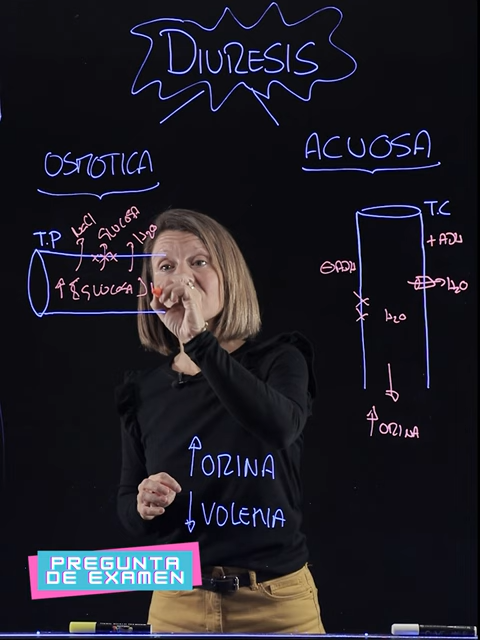 DIURESIS
OSMOTICA
ACUOSA
T.P
NaCl
GLUCOSA
H2O
↑ [GLUCOSA]
T.C
+ ADH
⊖ADH
H2O
H2O
↑ORINA
↑ORINA
↓VOLEMIA
PREGUNTA
DE EXAMEN